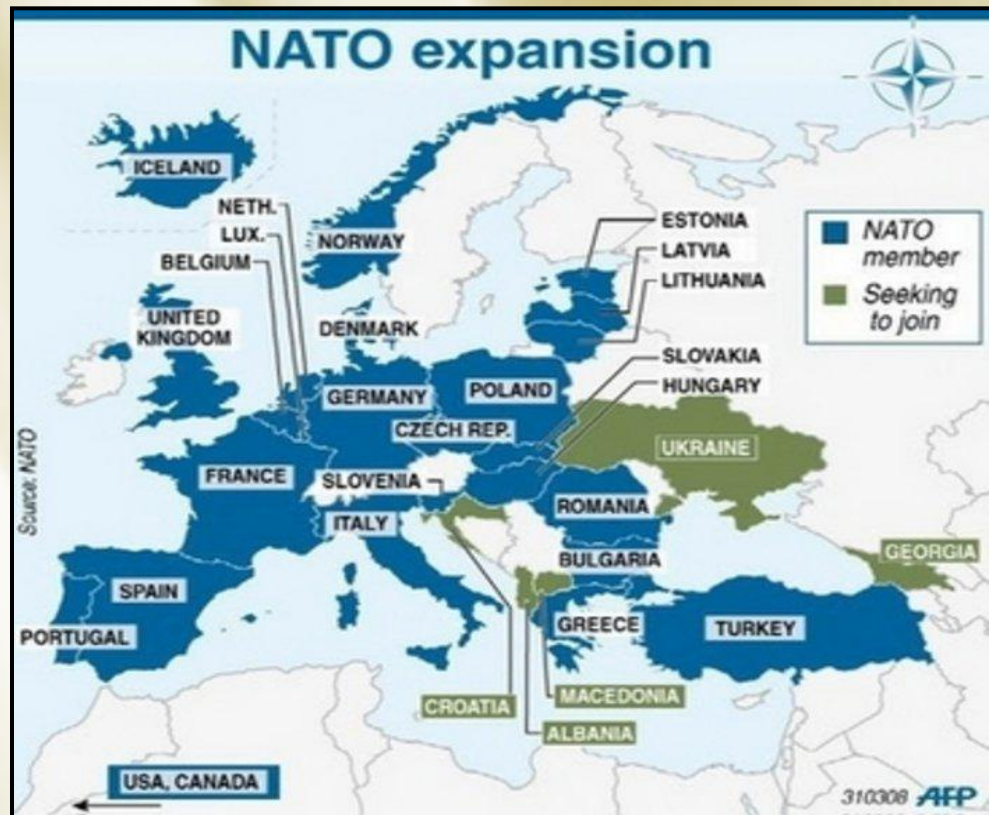 NATO expansion
ICELAND
NETH.
LUX.
BELGIUM
NORWAY
ESTONIA
LATVIA
LITHUANIA
NATO
member
Seeking
to join
UNITED
KINGDOM
DENMARK
SLOVAKIA
HUNGARY
GERMANY
POLAND
CZECH REP.
UKRAINE
FRANCE
SLOVENIA
ROMANIA
ITALY
BULGARIA
GEORGIA
SPAIN
PORTUGAL
GREECE
TURKEY
CROATIA
MACEDONIA
ALBANIA
USA, CANADA
Source: NATO
310308 AFP